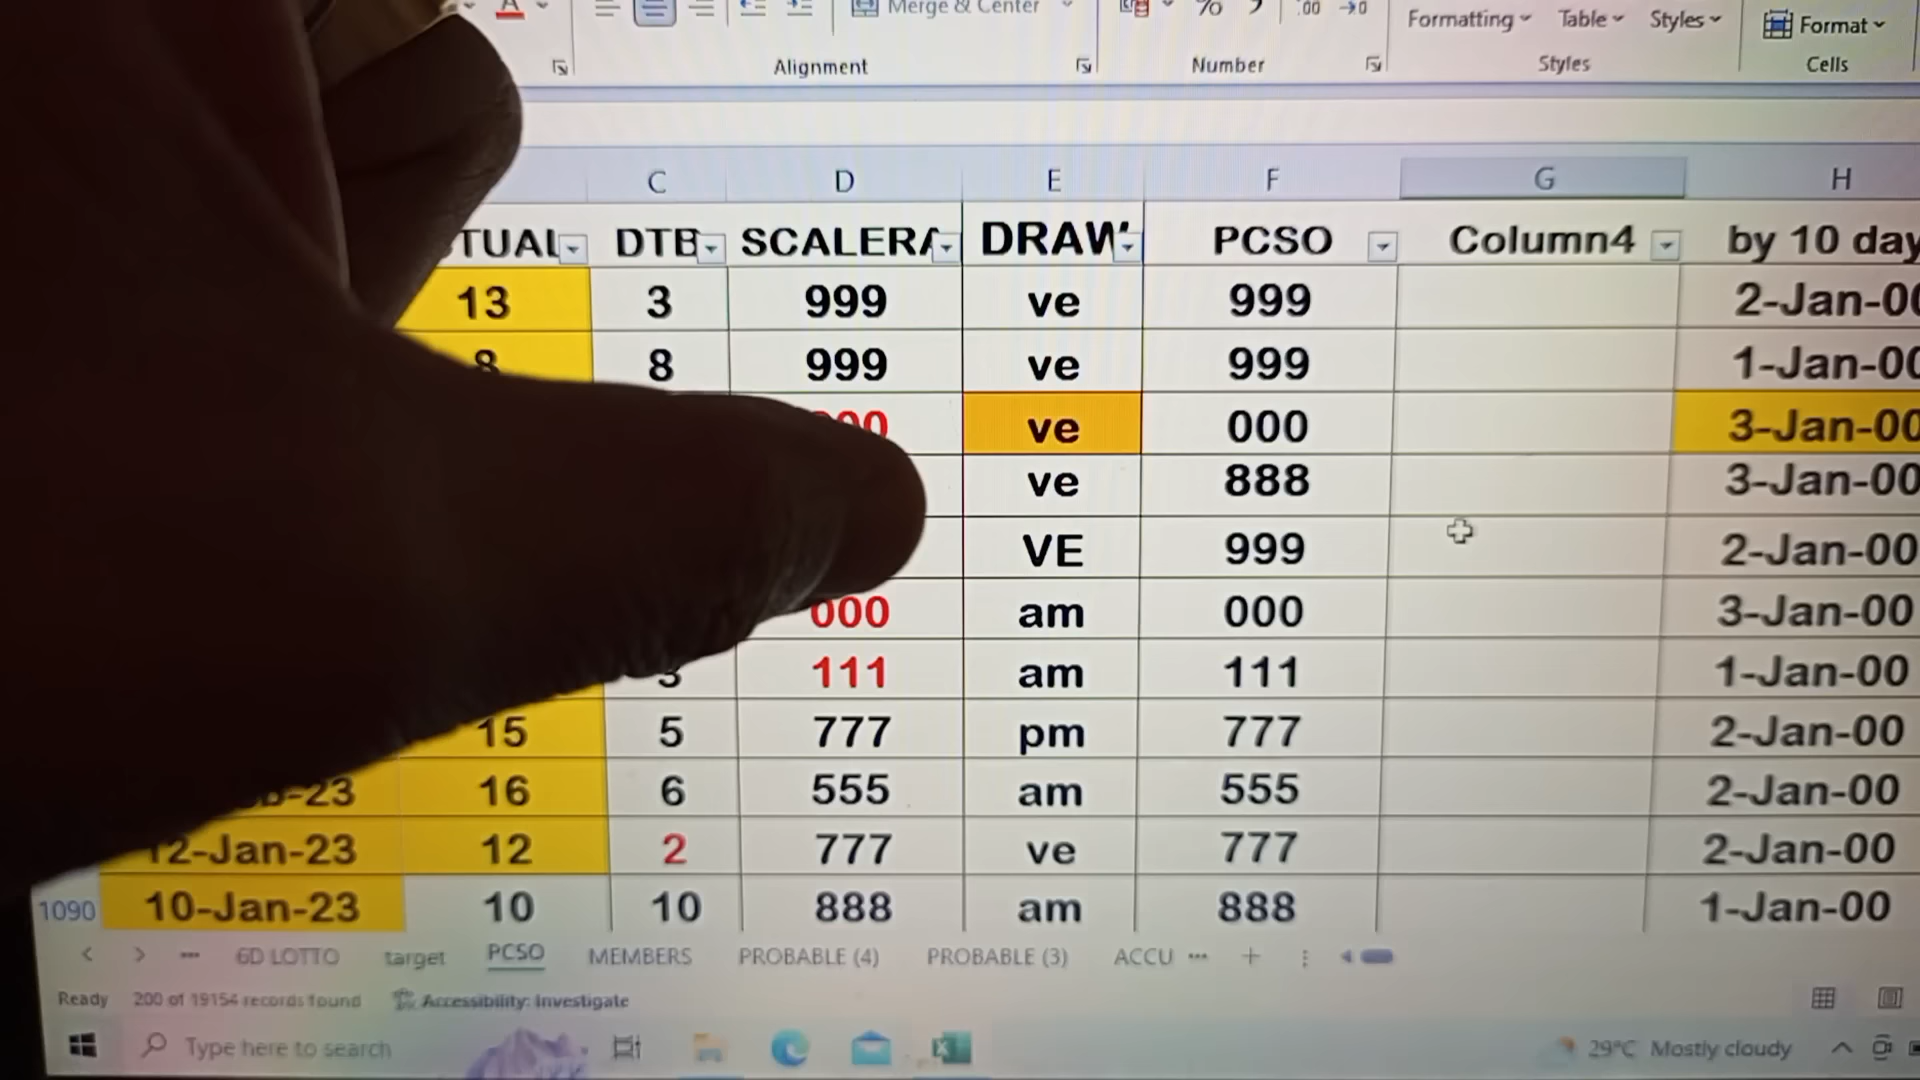 Merge & Center
% 9 .00 →0
Formatting Table Styles Format
Alignment Number Styles Cells
C D E F G H
TUAL DTB SCALERA DRAW PCSO Column4 by 10 day
13 3 999 ve 999 2-Jan-00
8 8 999 ve 999 1-Jan-00
ve 000 3-Jan-00
ve 888 3-Jan-00
VE 999 2-Jan-00
000 am 000 3-Jan-00
3 111 am 111 1-Jan-00
15 5 777 pm 777 2-Jan-00
-23 16 6 555 am 555 2-Jan-00
12-Jan-23 12 2 777 ve 777 2-Jan-00
1090 10-Jan-23 10 10 888 am 888 1-Jan-00
6D LOTTO target PCSO MEMBERS PROBABLE (4) PROBABLE (3) ACCU ··· +
Ready 200 of 19154 records found Accessibility: Investigate
Type here to search 29°C Mostly cloudy